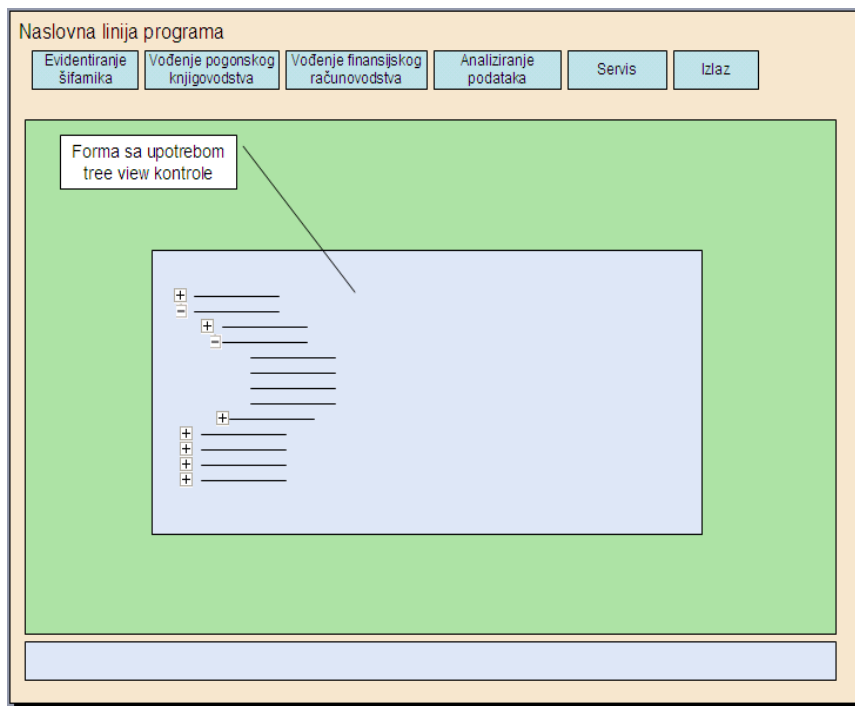 Naslovna linija programa
Evidentiranje
šifarnika
Vođenje pogonskog
knjigovodstva
Vođenje finansijskog
računovodstva
Analiziranje
podataka
Servis
Izlaz
Forma sa upotrebom
tree view kontrole